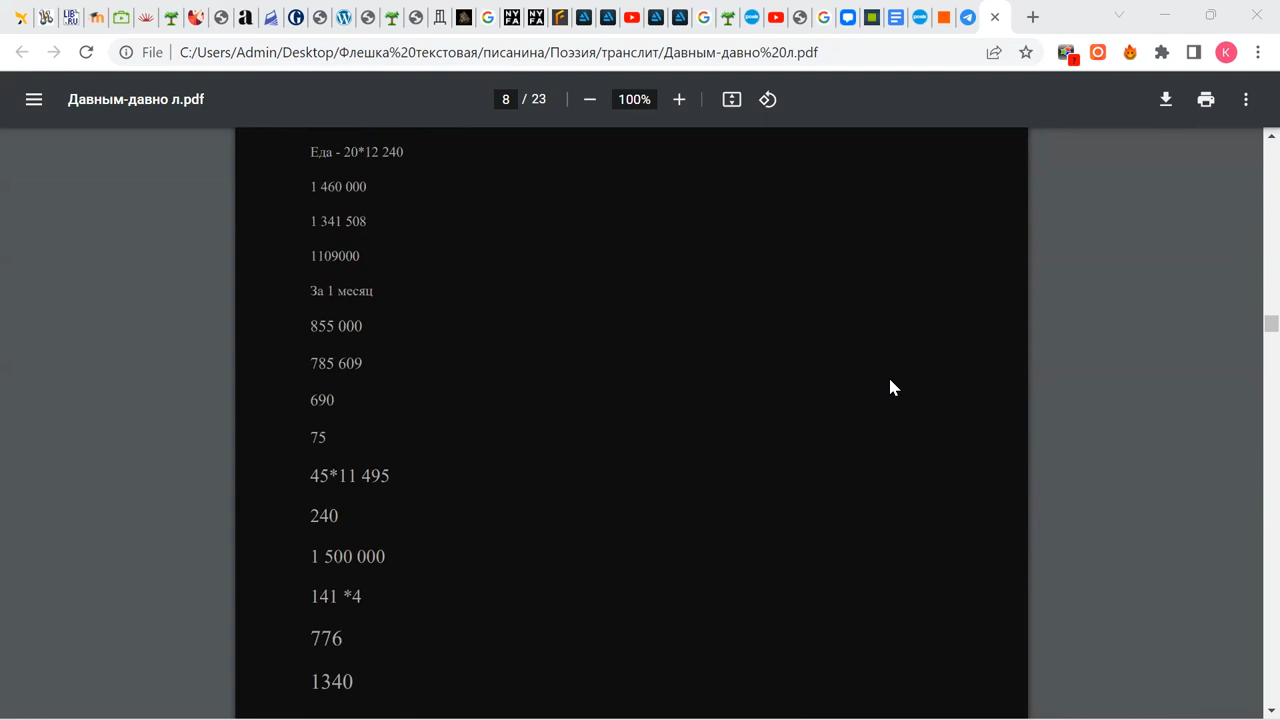 File
C:/Users/Admin/Desktop/Флешка%20текстовая/писанина/Поэзия/транслит/Давным-давно%20л.pdf
7
K
Давным-давно л.pdf
8 / 23
100%
Еда - 20*12 240
1 460 000
1 341 508
1109000
За 1 месяц
855 000
785 609
690
75
45*11 495
240
1 500 000
141 *4
776
1340